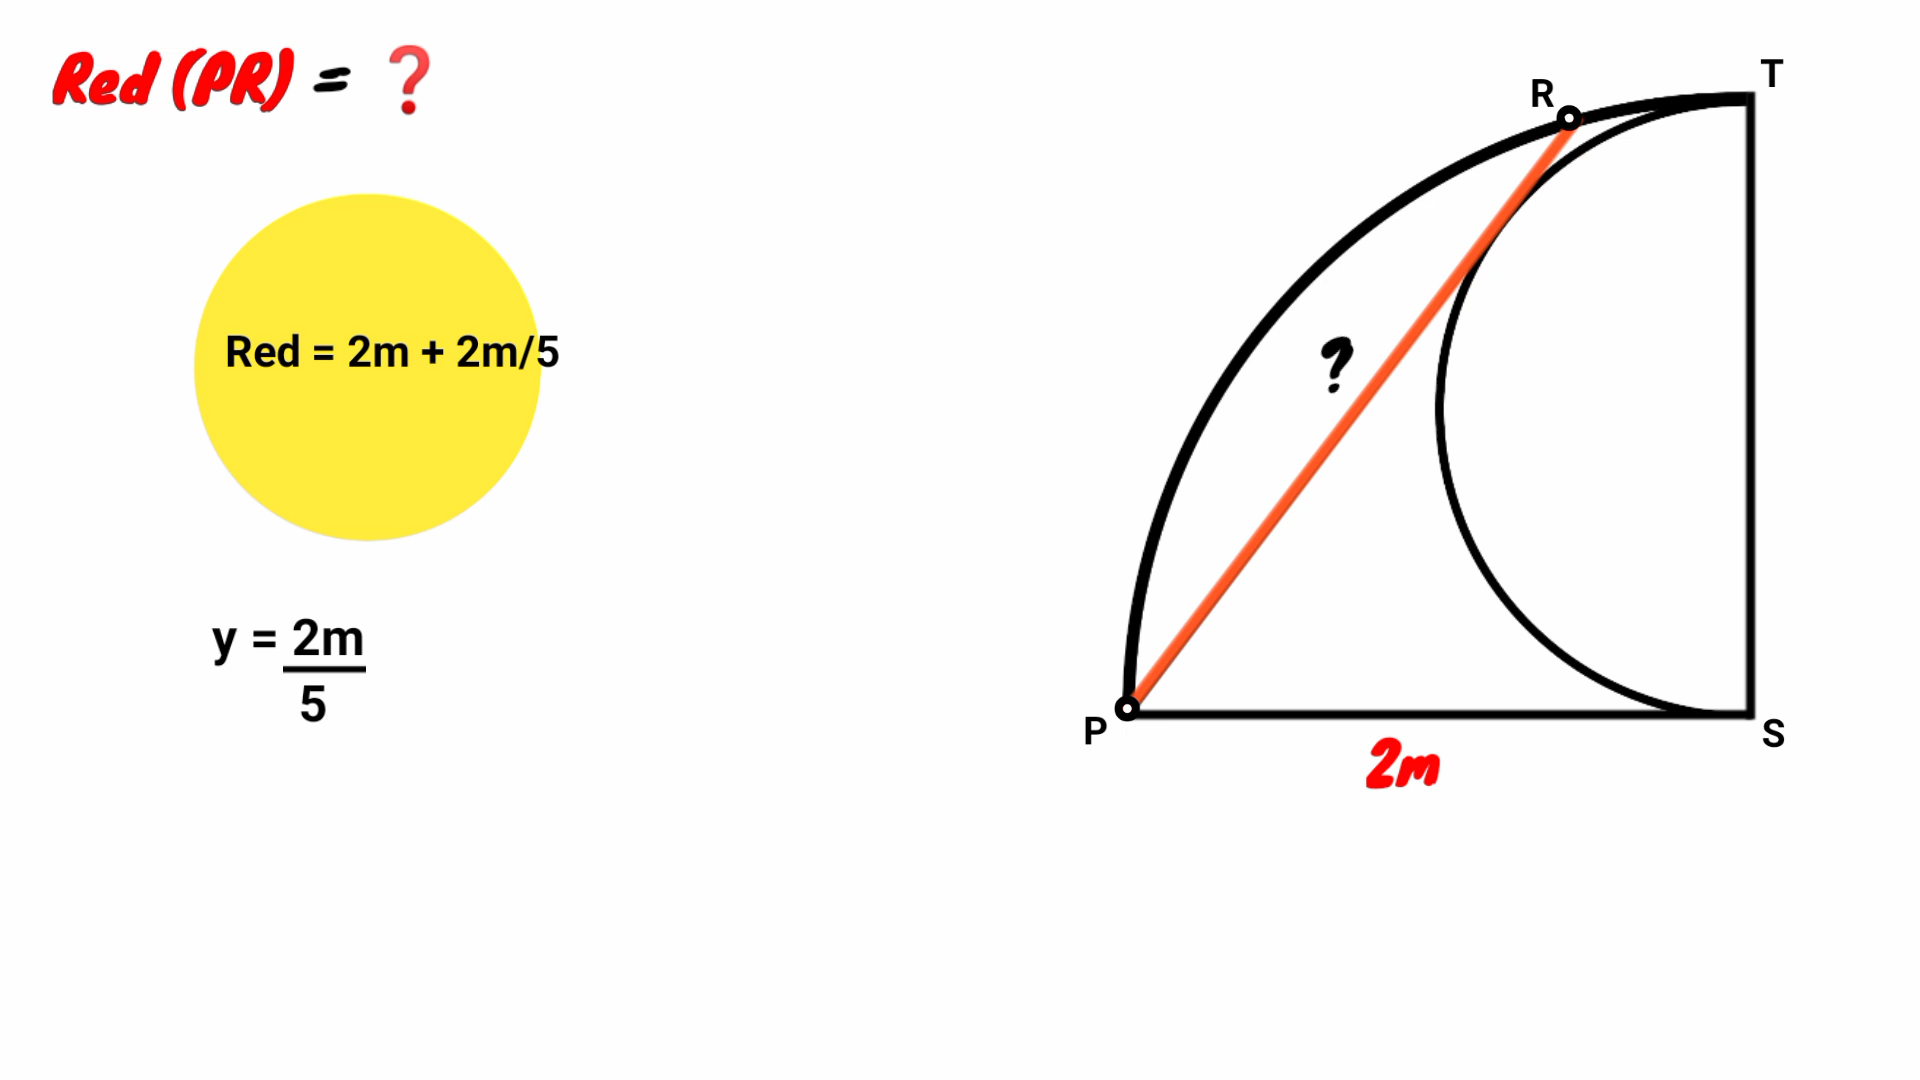 Red (PR) = ❓
T
R
Red = 2m + 2m/5
?
y = 2m
5
P
S
2m